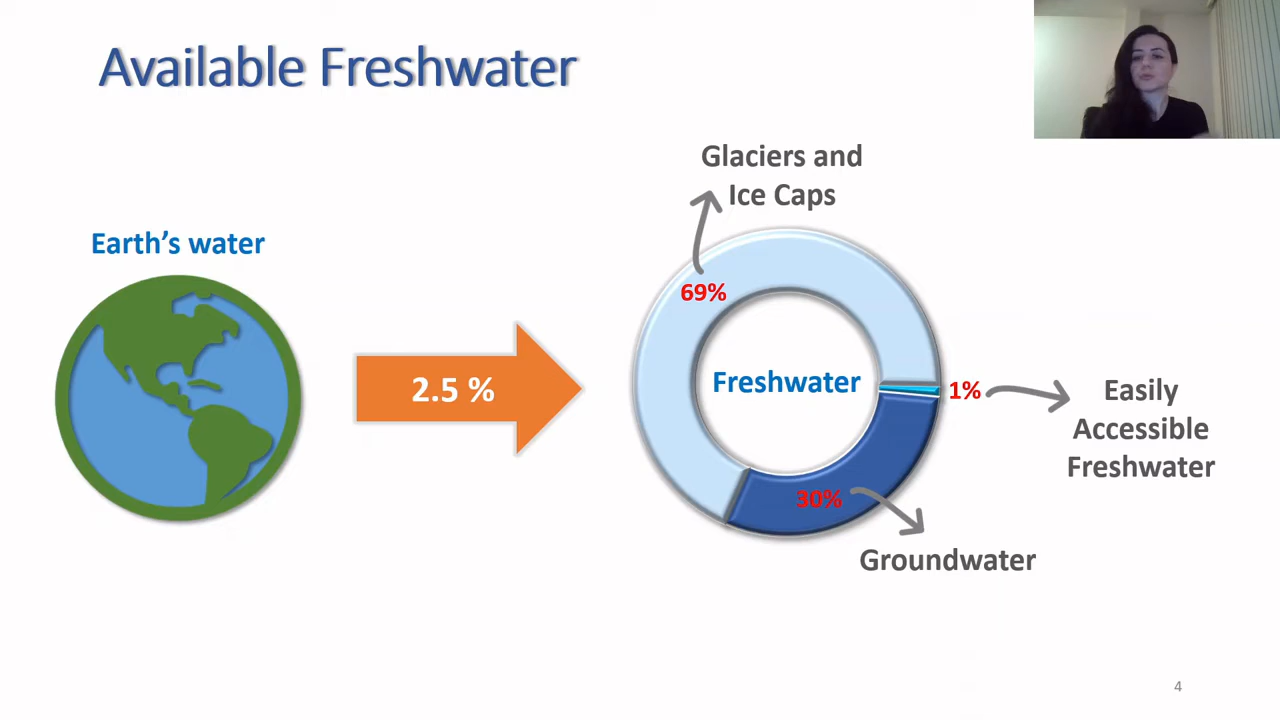 Available Freshwater
Earth's water
2.5 %
Glaciers and
Ice Caps
69%
Freshwater
1%
Easily
Accessible
Freshwater
30%
Groundwater
4